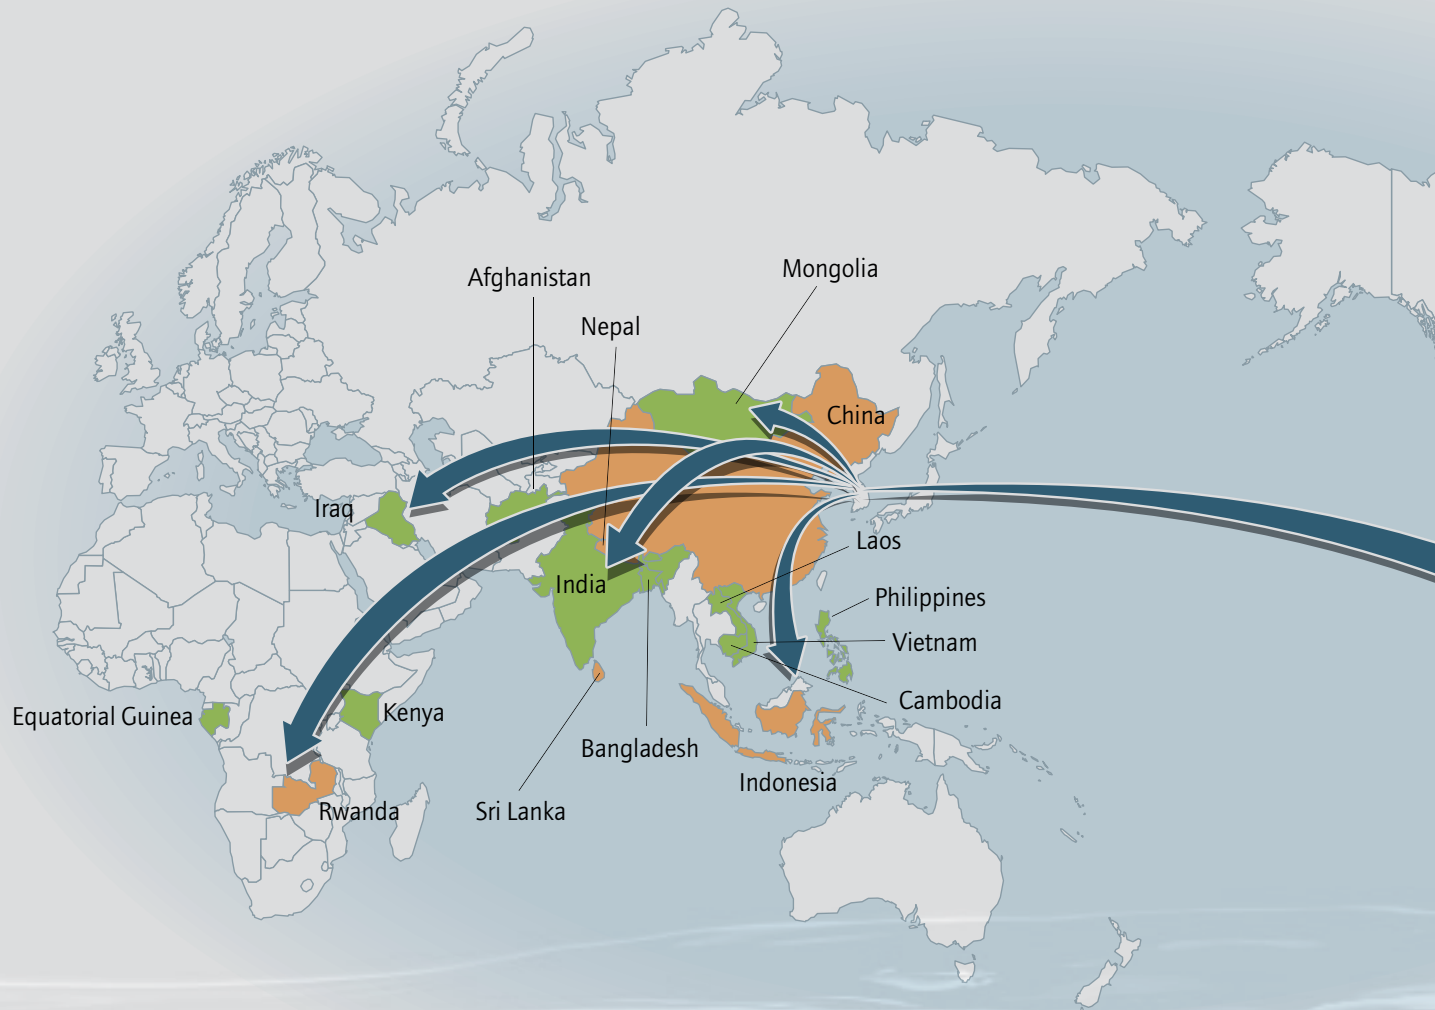 Mongolia
Afghanistan
Nepal
China
Iraq
Laos
India
Philippines
Vietnam
Cambodia
Kenya
Equatorial Guinea
Bangladesh
Indonesia
Rwanda
Sri Lanka